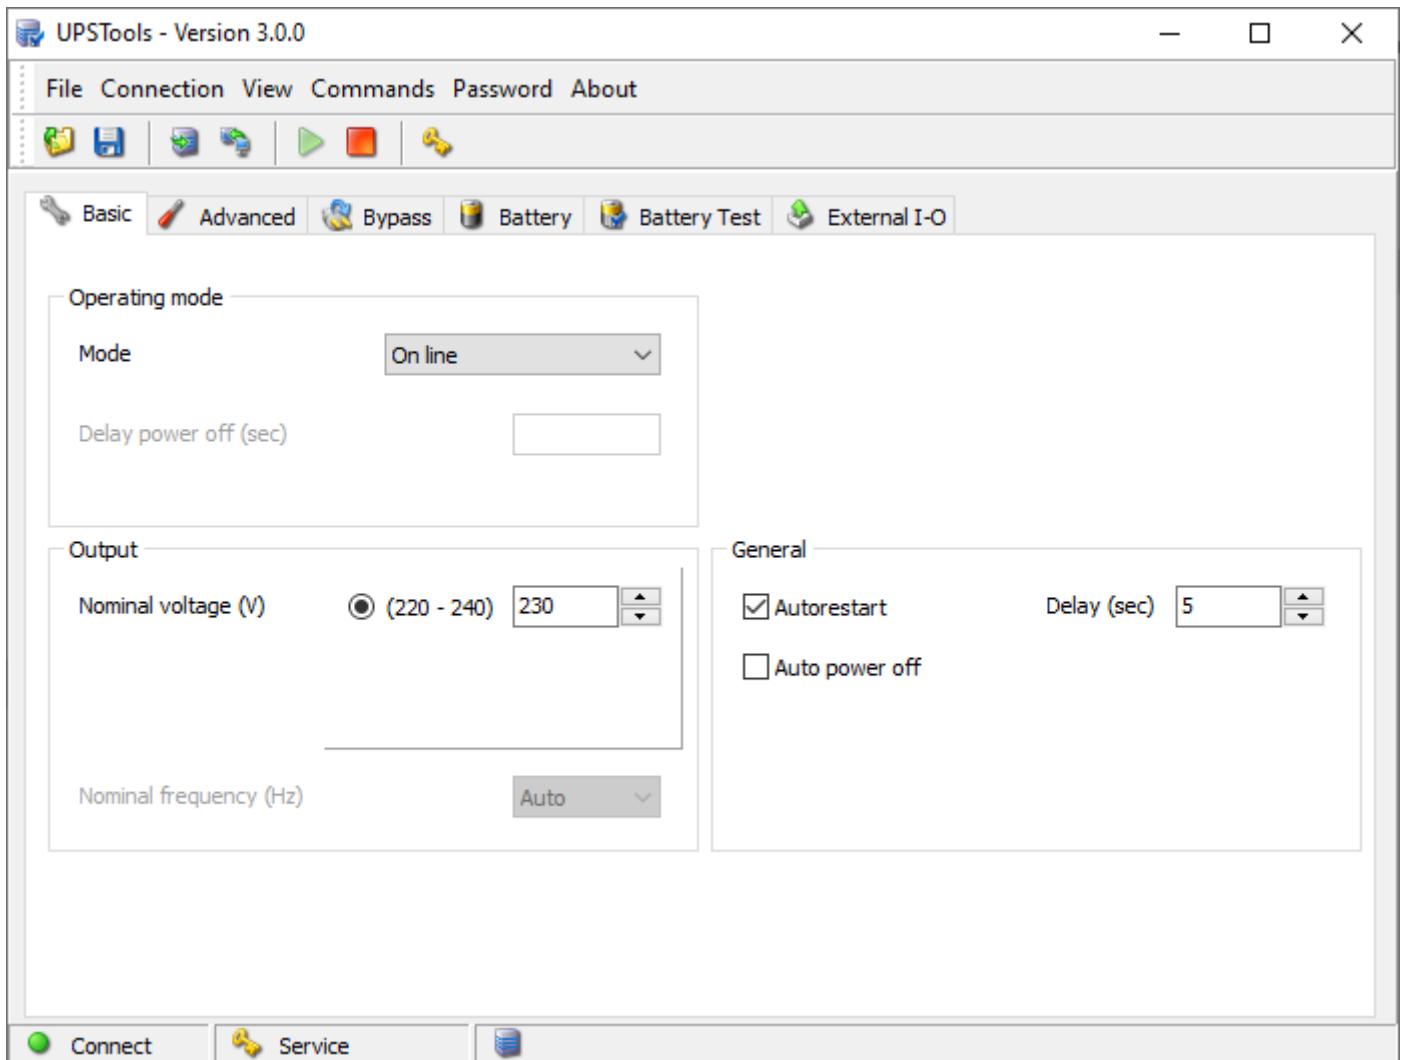 UPSTools - Version 3.0.0
File Connection View Commands Password About
Basic Advanced Bypass Battery Battery Test External I-O
Operating mode
Mode On line
Delay power off (sec)
Output General
Nominal voltage (V) (220 - 240) 230 Autorestart Delay (sec) 5
Auto power off
Nominal frequency (Hz) Auto
Connect Service